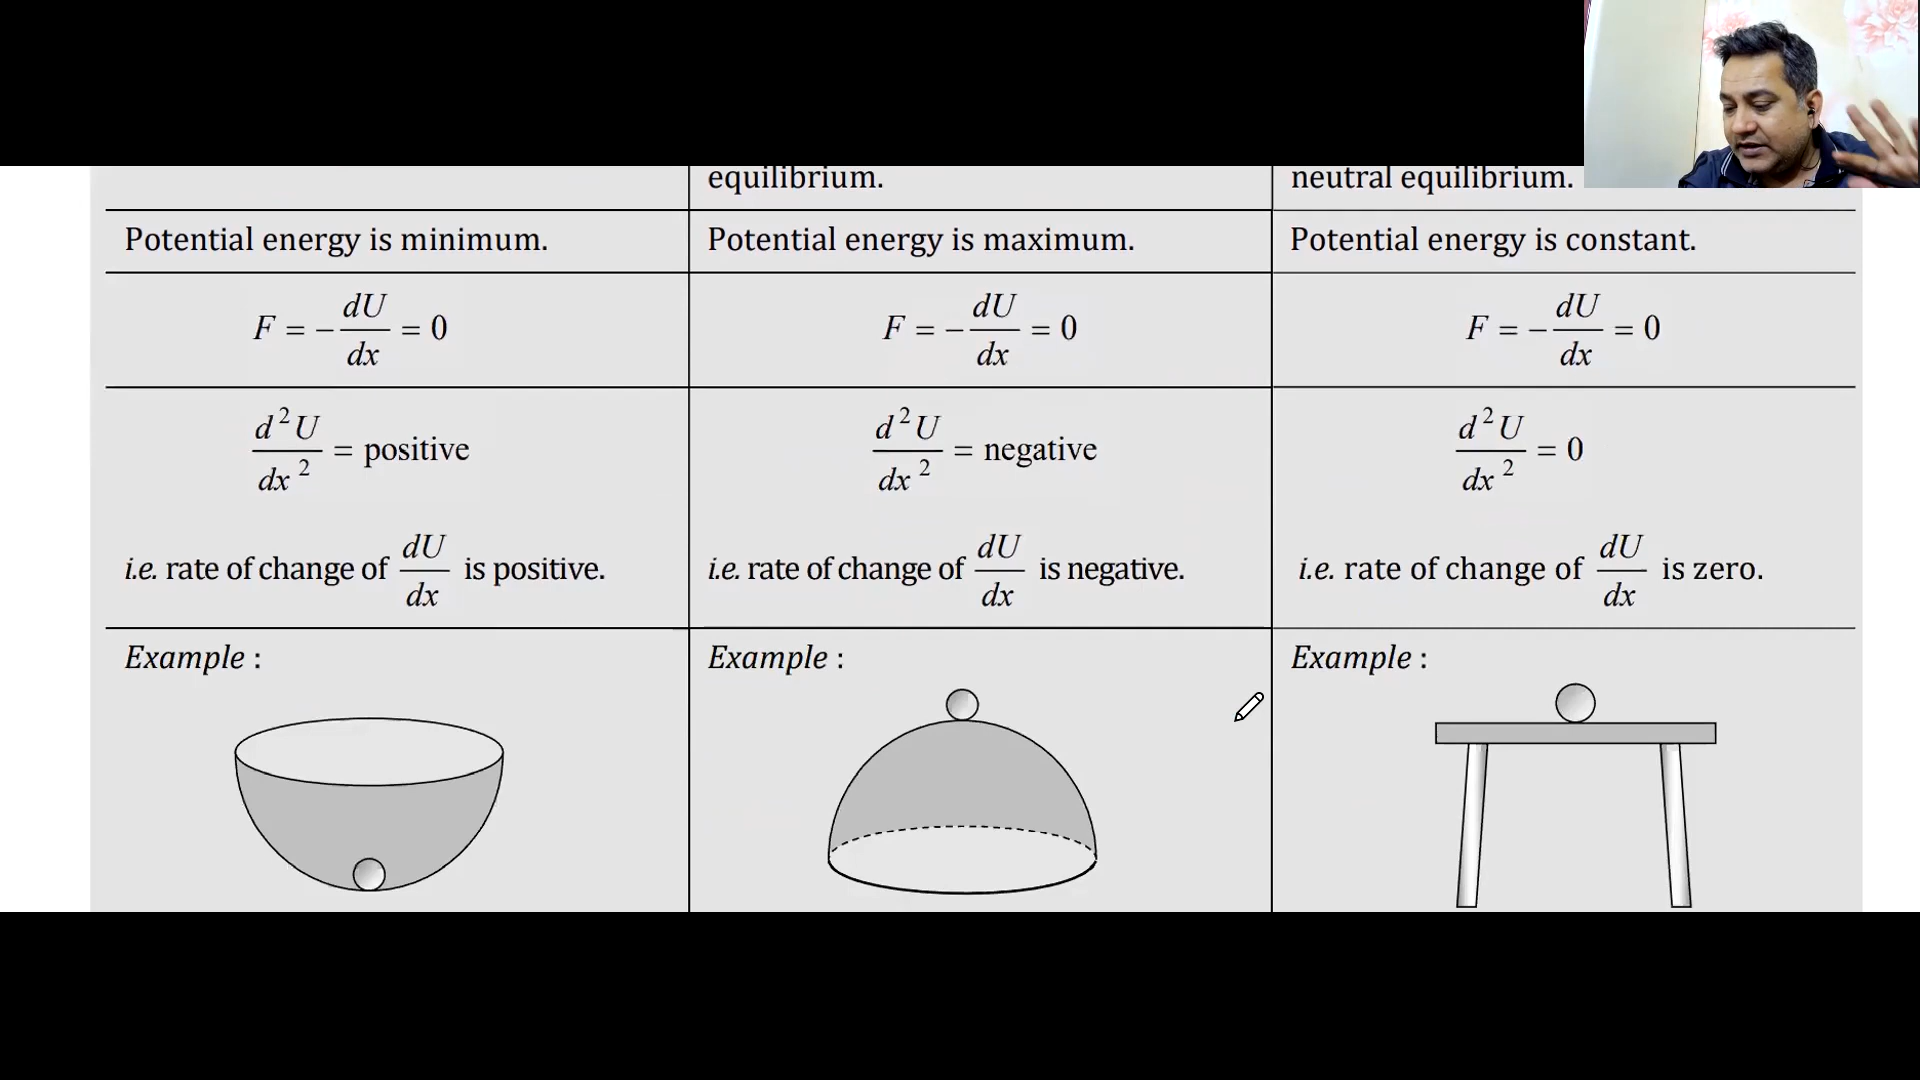 equilibrium.
neutral equilibrium.
Potential energy is minimum.
Potential energy is maximum.
Potential energy is constant.
F = − dU/dx = 0
F = − dU/dx = 0
F = − dU/dx = 0
d²U/dx² = positive
d²U/dx² = negative
d²U/dx² = 0
i.e. rate of change of dU/dx is positive.
i.e. rate of change of dU/dx is negative.
i.e. rate of change of dU/dx is zero.
Example :
Example :
Example :